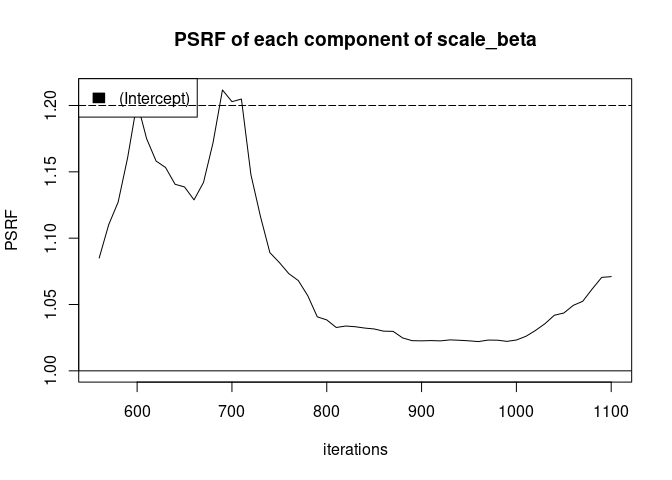 PSRF of each component of scale_beta
(Intercept)
PSRF
1.20
1.15
1.10
1.05
1.00
600 700 800 900 1000 1100
iterations